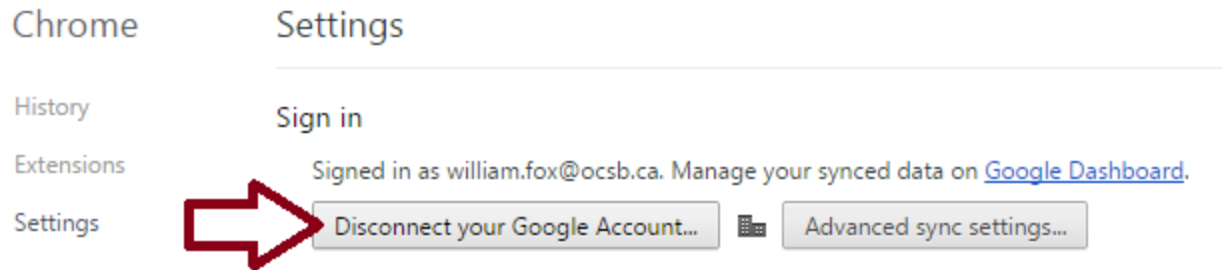 Chrome
Settings
History
Sign in
Extensions
Signed in as william.fox@ocsb.ca. Manage your synced data on Google Dashboard.
Settings
Disconnect your Google Account...
Advanced sync settings...